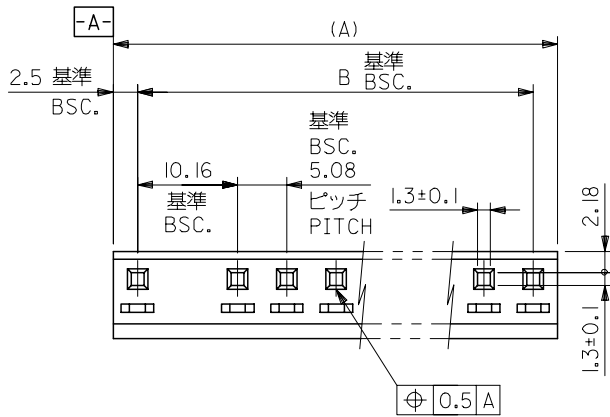 -A-
(A)
2.5 基準
BSC.
B 基準
BSC.
基準
BSC.
10.16
基準
BSC.
5.08
ピッチ
PITCH
1.3±0.1
2.18
1.3±0.1
⌖ 0.5 A